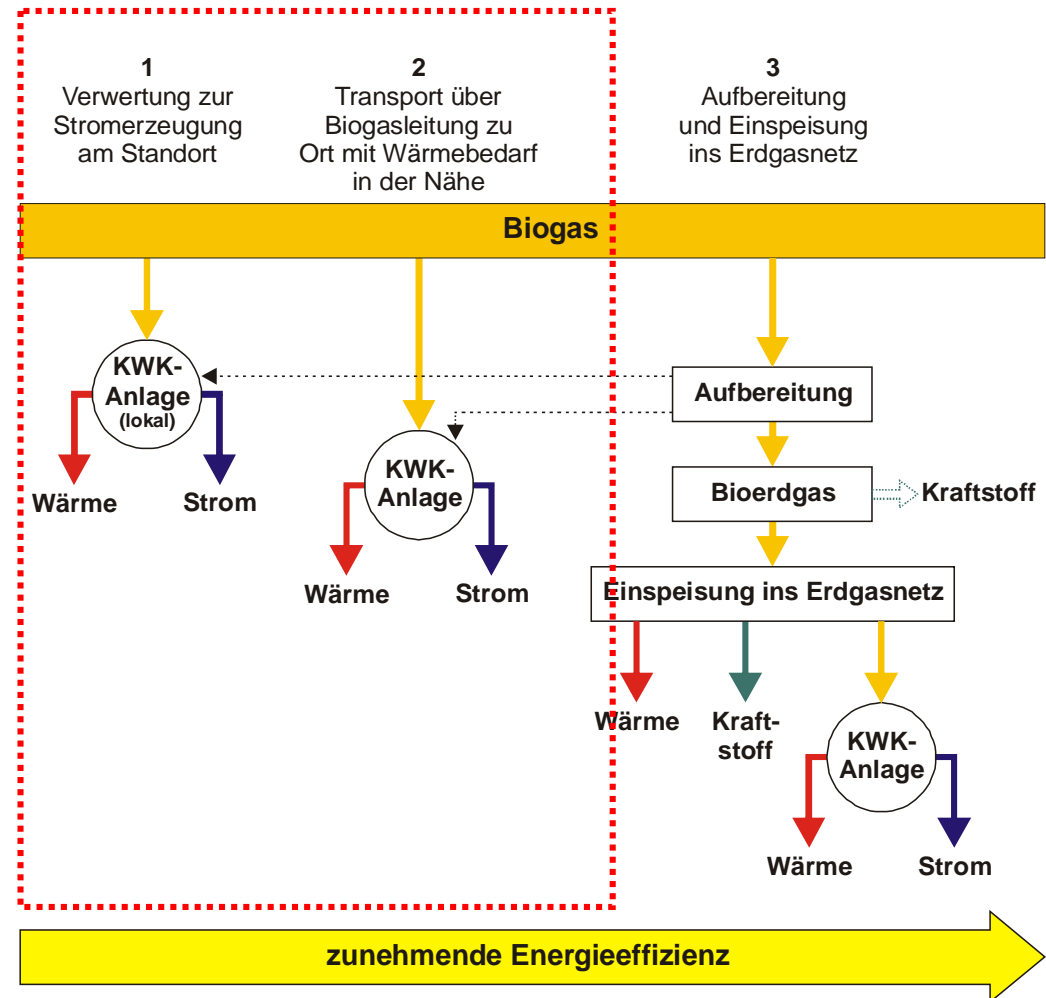 1
Verwertung zur
Stromerzeugung
am Standort
2
Transport über
Biogasleitung zu
Ort mit Wärmebedarf
in der Nähe
3
Aufbereitung
und Einspeisung
ins Erdgasnetz
Biogas
KWK-
Anlage
(lokal)
Wärme
Strom
KWK-
Anlage
Wärme
Strom
Aufbereitung
Bioerdgas
Kraftstoff
Einspeisung ins Erdgasnetz
Wärme
Kraft-
stoff
KWK-
Anlage
Wärme
Strom
zunehmende Energieeffizienz